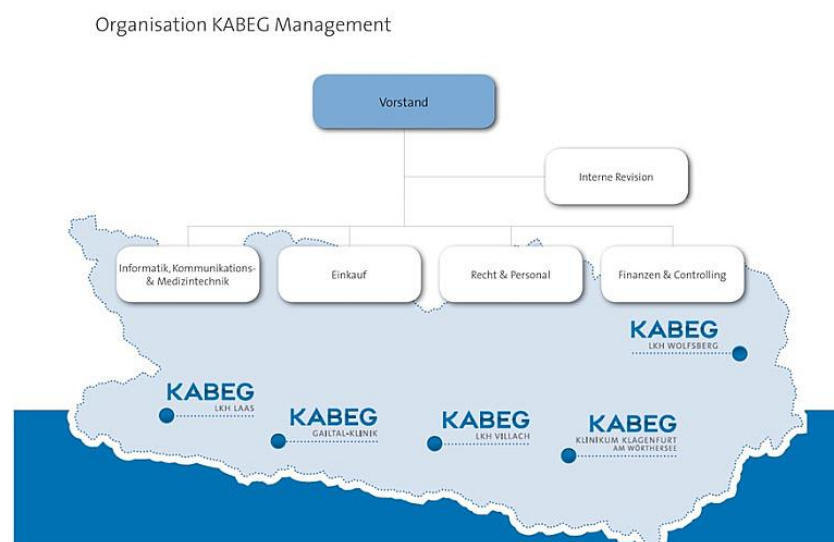 Organisation KABEG Management
Vorstand
Interne Revision
Informatik, Kommunikations-
& Medizintechnik
Einkauf
Recht & Personal
Finanzen & Controlling
KABEG
LKH WOLFSBERG
KABEG
LKH LAAS
KABEG
GAILTAL-KLINIK
KABEG
LKH VILLACH
KABEG
KLINIKUM KLAGENFURT
AM WÖRTHERSEE